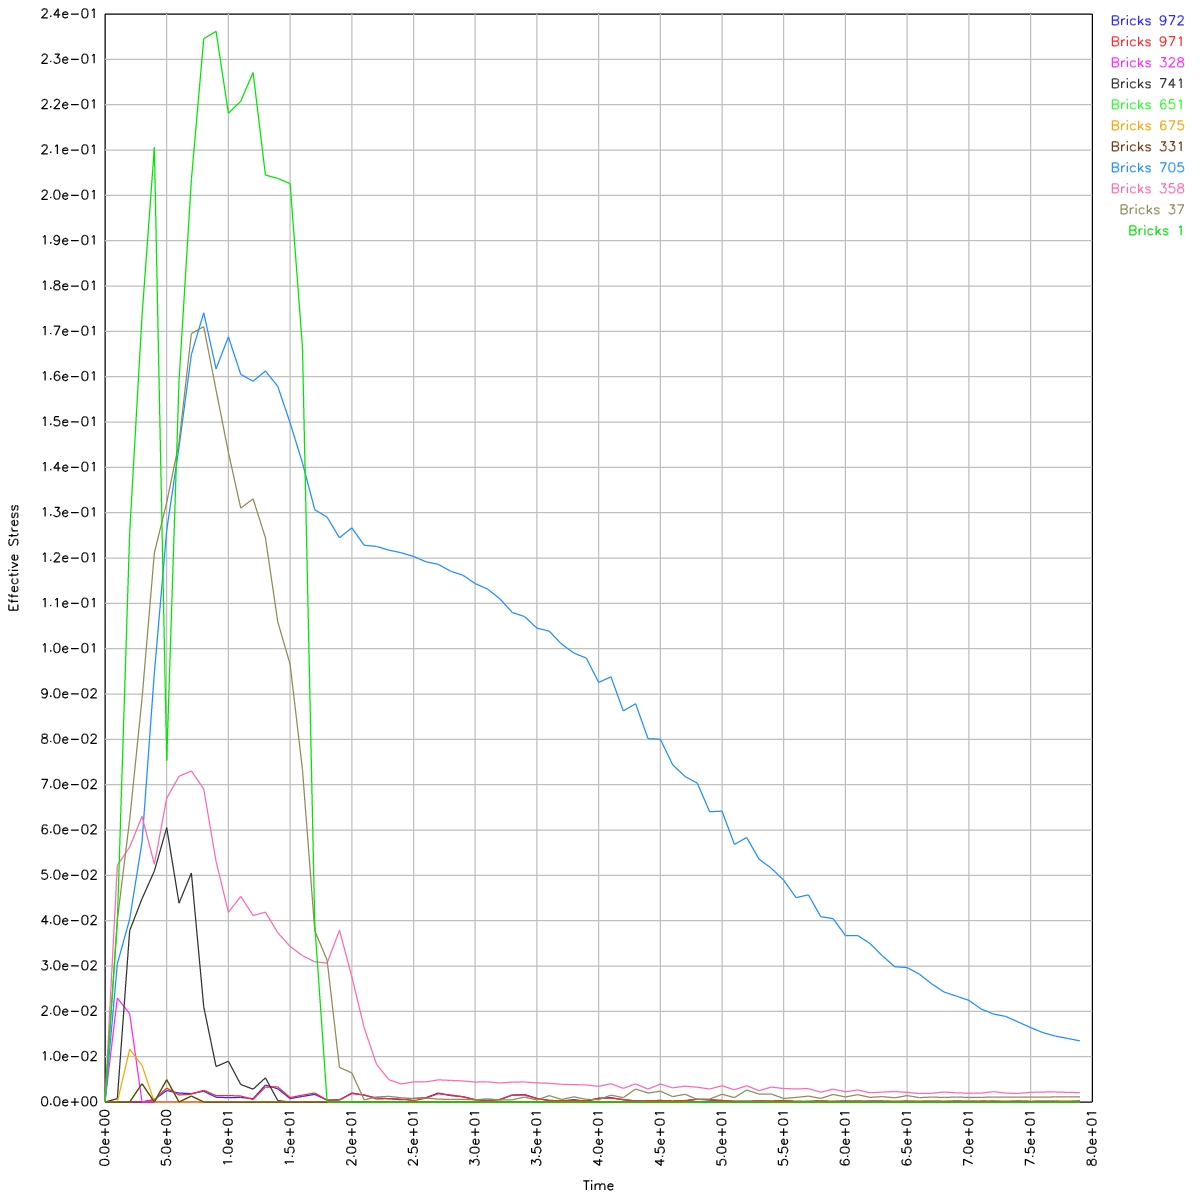 2.4e−01
2.3e−01
2.2e−01
2.1e−01
2.0e−01
1.9e−01
1.8e−01
1.7e−01
1.6e−01
1.5e−01
1.4e−01
1.3e−01
1.2e−01
1.1e−01
1.0e−01
9.0e−02
8.0e−02
7.0e−02
6.0e−02
5.0e−02
4.0e−02
3.0e−02
2.0e−02
1.0e−02
0.0e+00
Effective Stress
0.0e+00
5.0e+00
1.0e+01
1.5e+01
2.0e+01
2.5e+01
3.0e+01
3.5e+01
4.0e+01
4.5e+01
5.0e+01
5.5e+01
6.0e+01
6.5e+01
7.0e+01
7.5e+01
8.0e+01
Time
Bricks 972
Bricks 971
Bricks 328
Bricks 741
Bricks 651
Bricks 675
Bricks 331
Bricks 705
Bricks 358
Bricks 37
Bricks 1